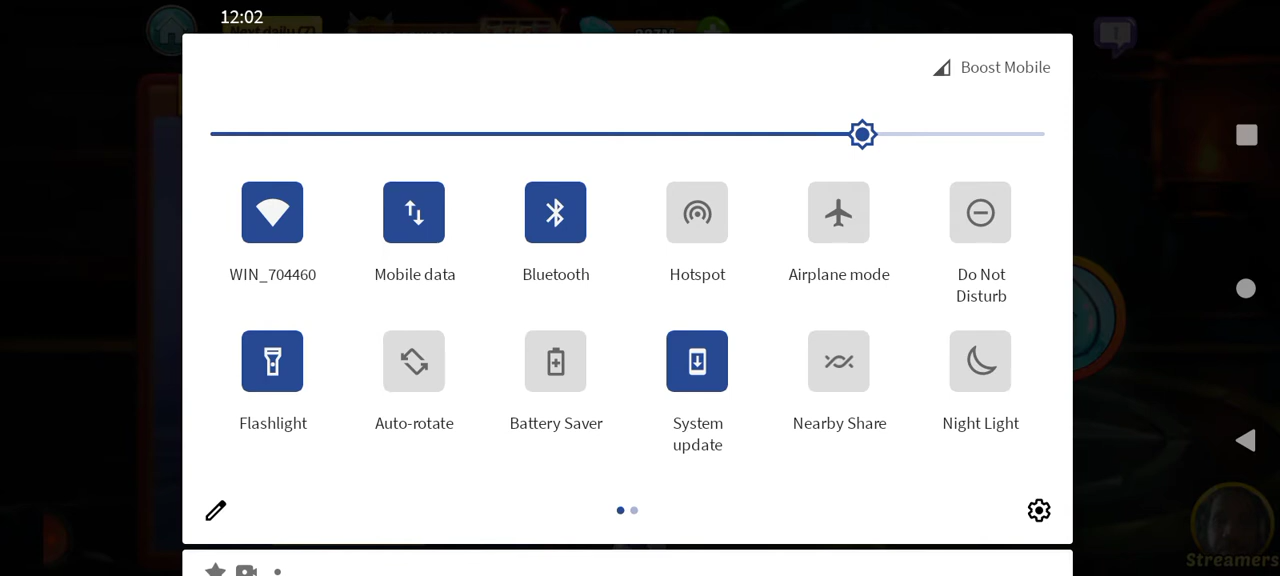 12:02
Boost Mobile
WIN_704460
Mobile data
Bluetooth
Hotspot
Airplane mode
Do Not
Disturb
Flashlight
Auto-rotate
Battery Saver
System
update
Nearby Share
Night Light
Streamers